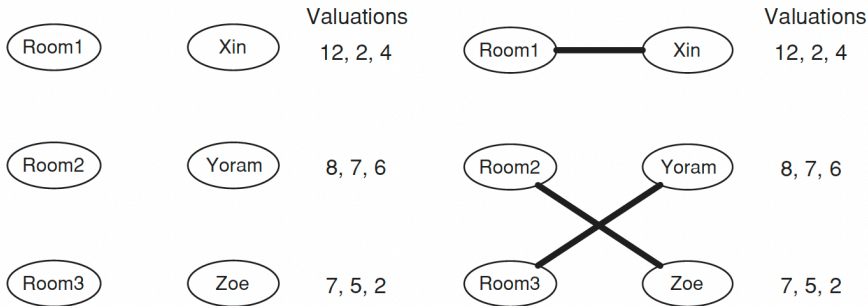 Valuations Valuations
Room1 Xin 12, 2, 4 Room1 Xin 12, 2, 4
Room2 Yoram 8, 7, 6 Room2 Yoram 8, 7, 6
Room3 Zoe 7, 5, 2 Room3 Zoe 7, 5, 2